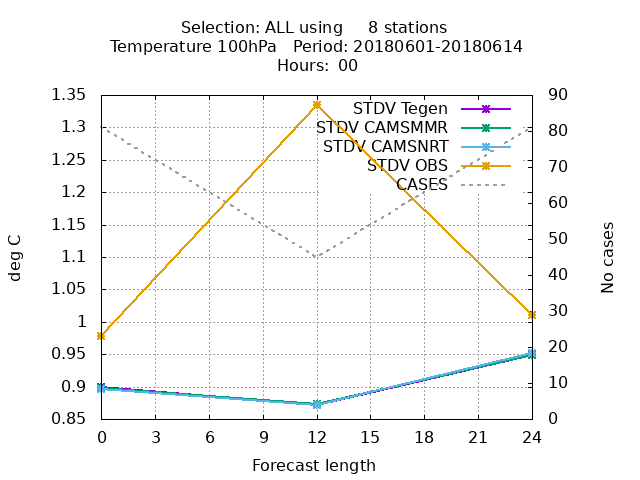 Selection: ALL using     8 stations
Temperature 100hPa   Period: 20180601-20180614
Hours:  00
1.35
1.3
1.25
1.2
1.15
1.1
1.05
1
0.95
0.9
0.85
deg C
STDV Tegen
STDV CAMSMMR
STDV CAMSNRT
STDV OBS
CASES
90
80
70
60
50
40
30
20
10
0
No cases
0 3 6 9 12 15 18 21 24
Forecast length